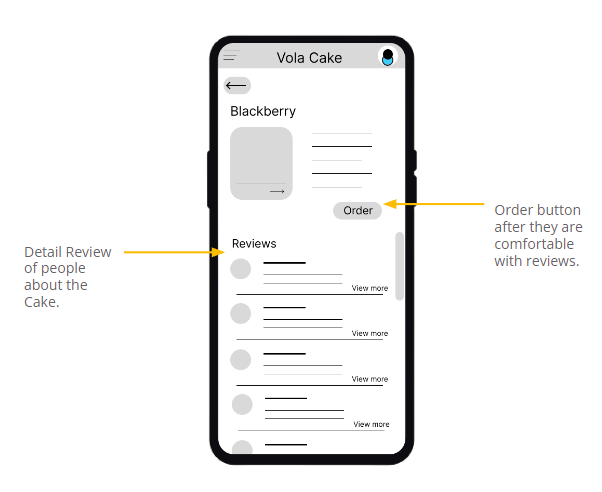 Vola Cake
Blackberry
Order
Order button
after they are
comfortable
with reviews.
Detail Review
of people
about the
Cake.
Reviews
View more
View more
View more
View more